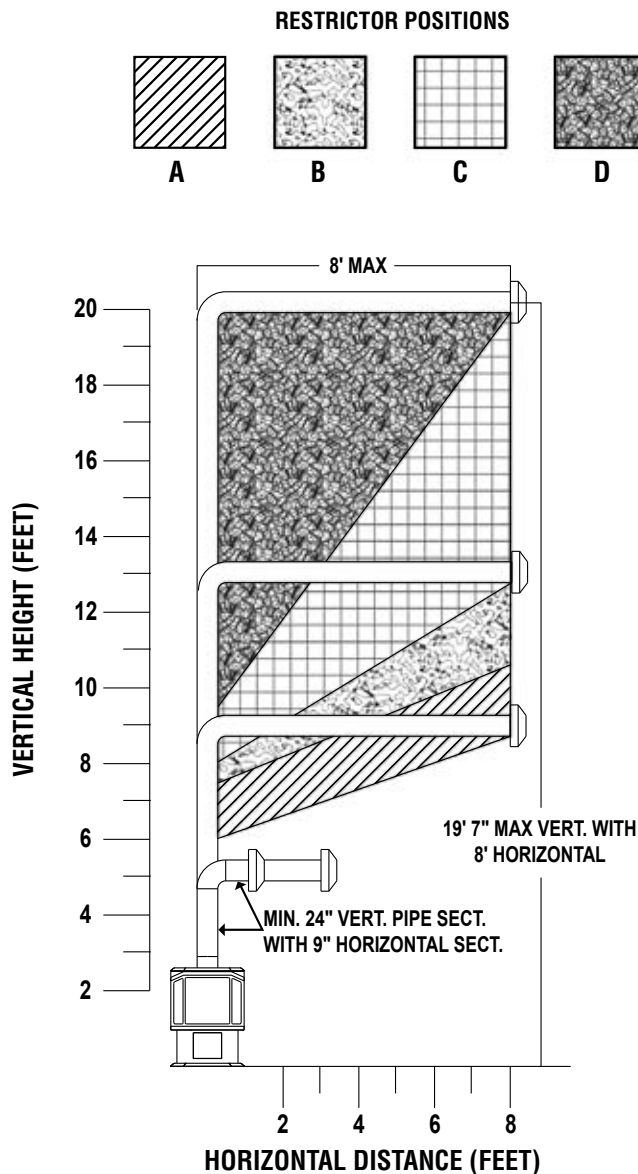 RESTRICTOR POSITIONS
A B C D
8' MAX
20
18
16
14
12
10
8
6
4
2
VERTICAL HEIGHT (FEET)
19' 7" MAX VERT. WITH
8' HORIZONTAL
MIN. 24" VERT. PIPE SECT.
WITH 9" HORIZONTAL SECT.
2 4 6 8
HORIZONTAL DISTANCE (FEET)